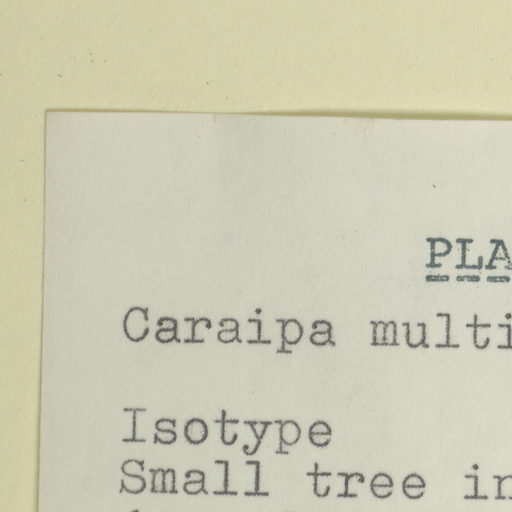 PLA
Caraipa multi
Isotype
Small tree in